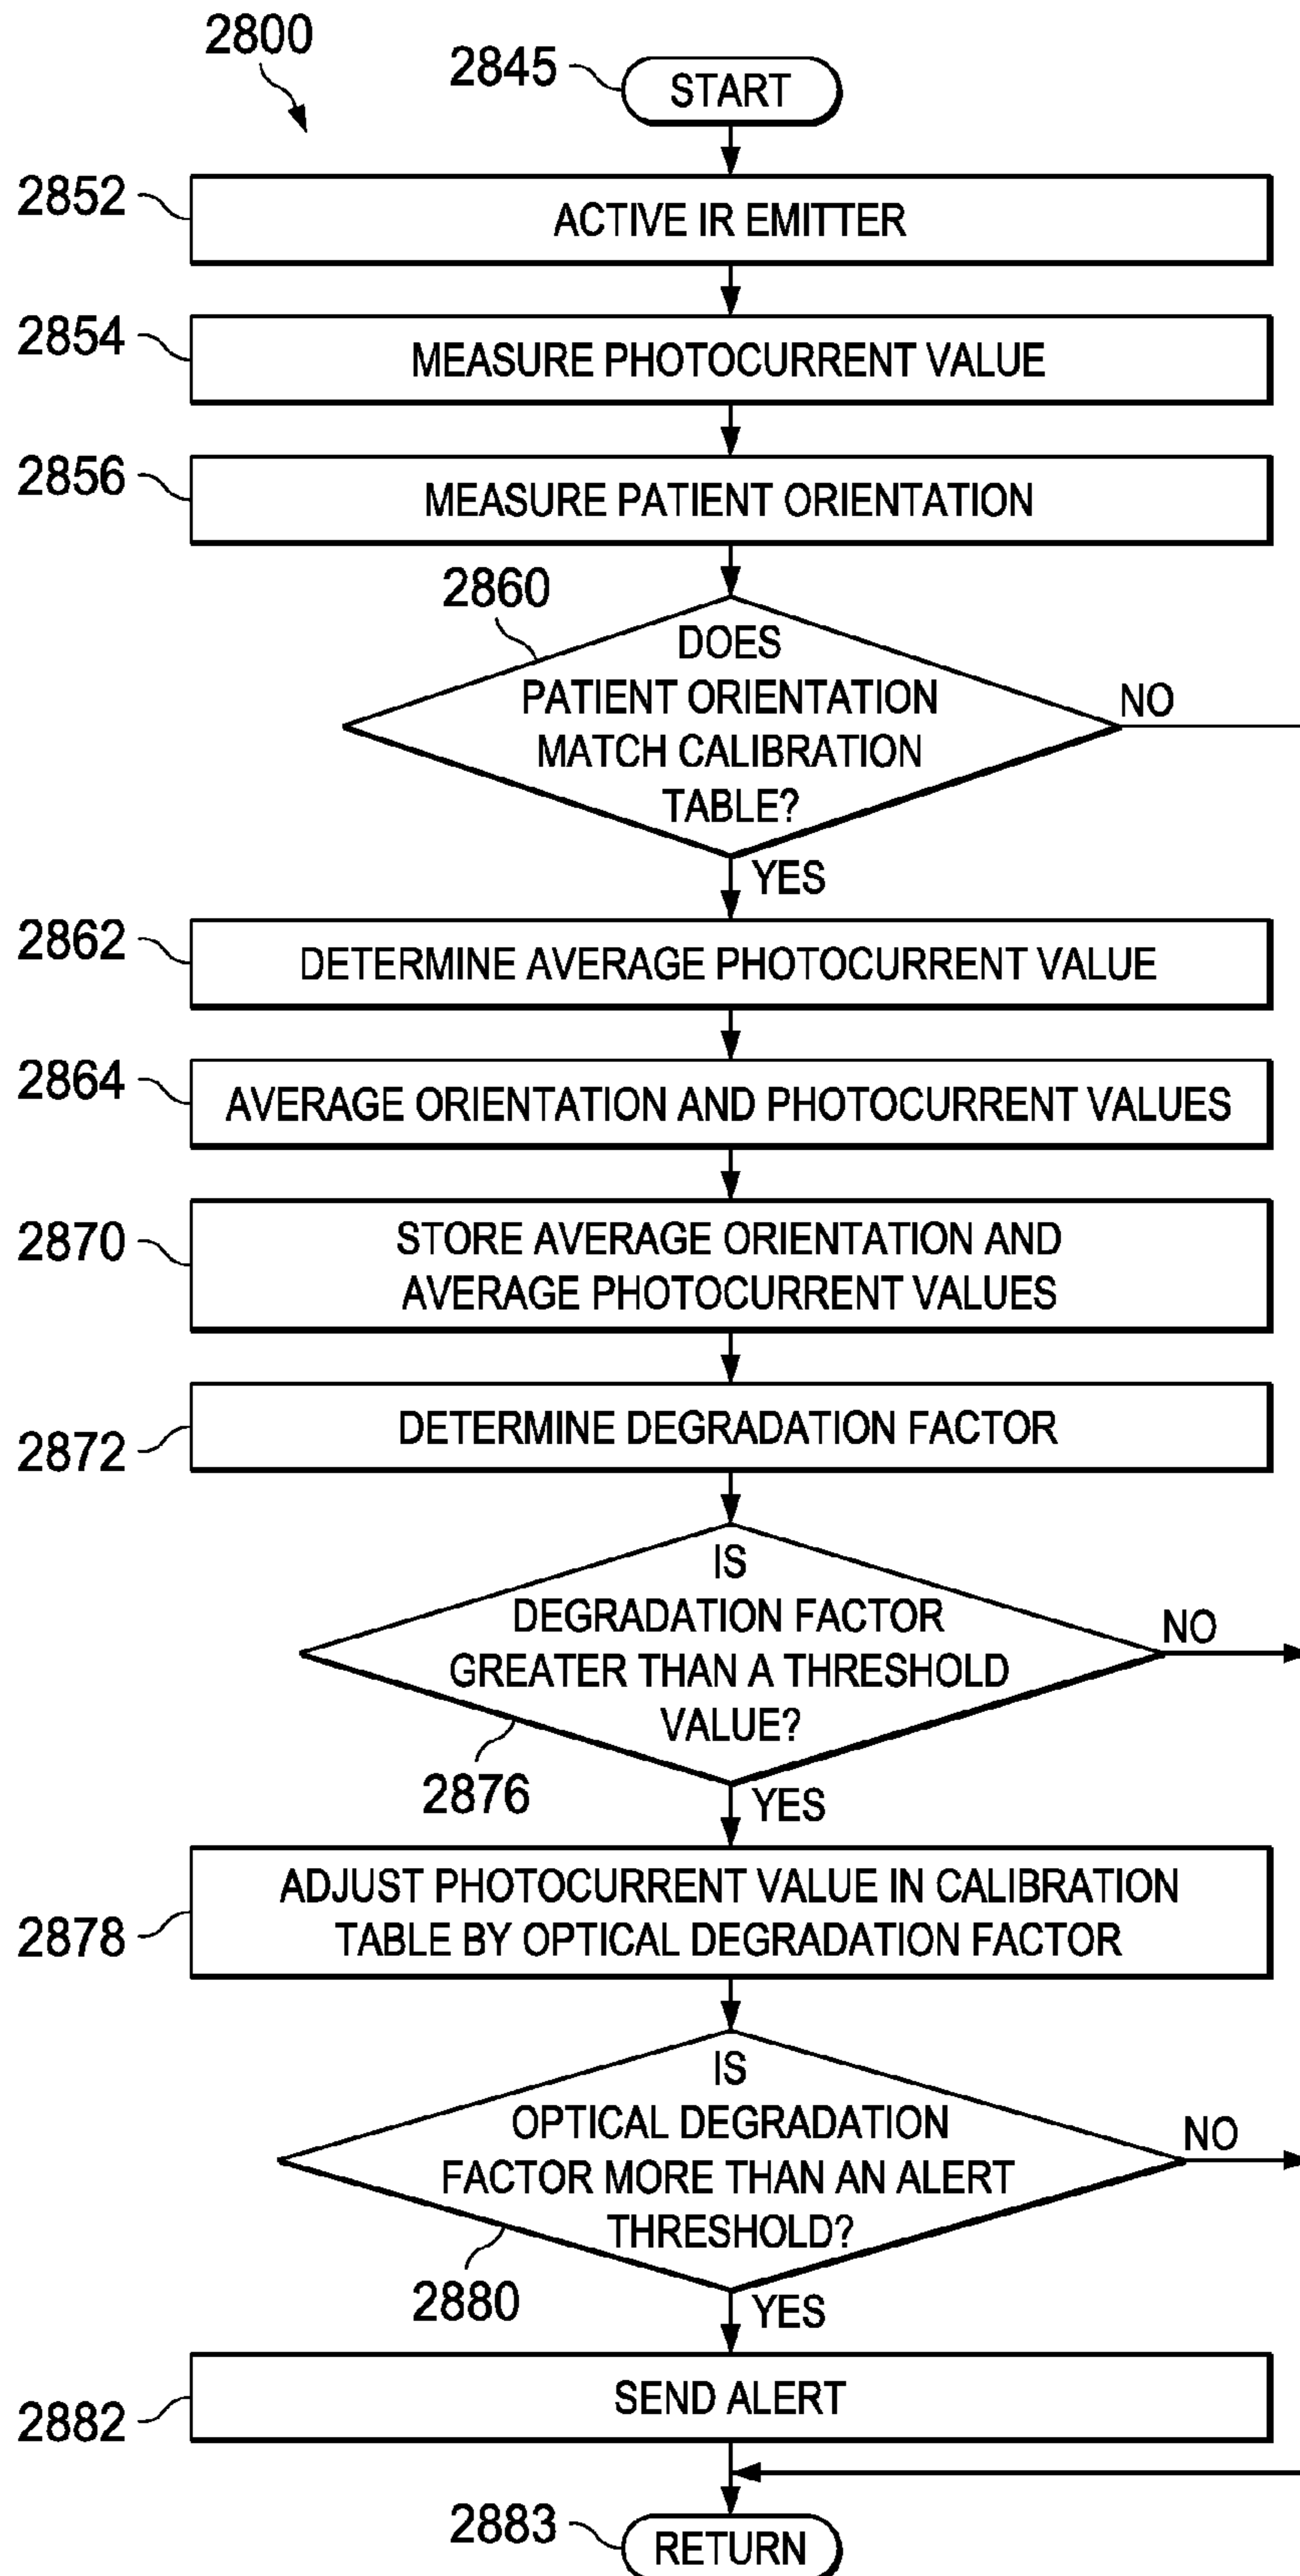 2800
2845
START
2852
ACTIVE IR EMITTER
2854
MEASURE PHOTOCURRENT VALUE
2856
MEASURE PATIENT ORIENTATION
2860
DOES
PATIENT ORIENTATION
MATCH CALIBRATION
TABLE?
NO
YES
2862
DETERMINE AVERAGE PHOTOCURRENT VALUE
2864
AVERAGE ORIENTATION AND PHOTOCURRENT VALUES
2870
STORE AVERAGE ORIENTATION AND
AVERAGE PHOTOCURRENT VALUES
2872
DETERMINE DEGRADATION FACTOR
IS
DEGRADATION FACTOR
GREATER THAN A THRESHOLD
VALUE?
NO
2876
YES
2878
ADJUST PHOTOCURRENT VALUE IN CALIBRATION
TABLE BY OPTICAL DEGRADATION FACTOR
IS
OPTICAL DEGRADATION
FACTOR MORE THAN AN ALERT
THRESHOLD?
NO
2880
YES
2882
SEND ALERT
2883
RETURN